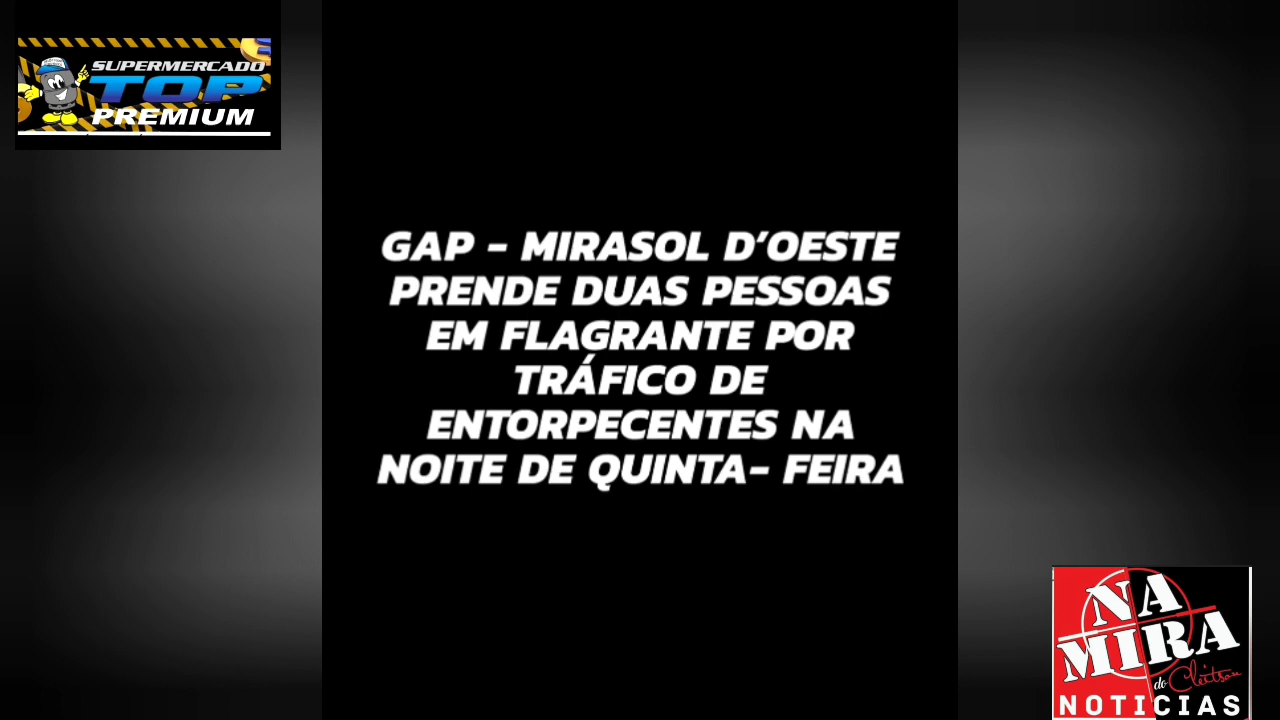 SUPERMERCADO
TOP
PREMIUM
GAP - MIRASOL D'OESTE
PRENDE DUAS PESSOAS
EM FLAGRANTE POR
TRÁFICO DE
ENTORPECENTES NA
NOITE DE QUINTA- FEIRA
NA
MIRA
do Cleitson
NOTICIAS